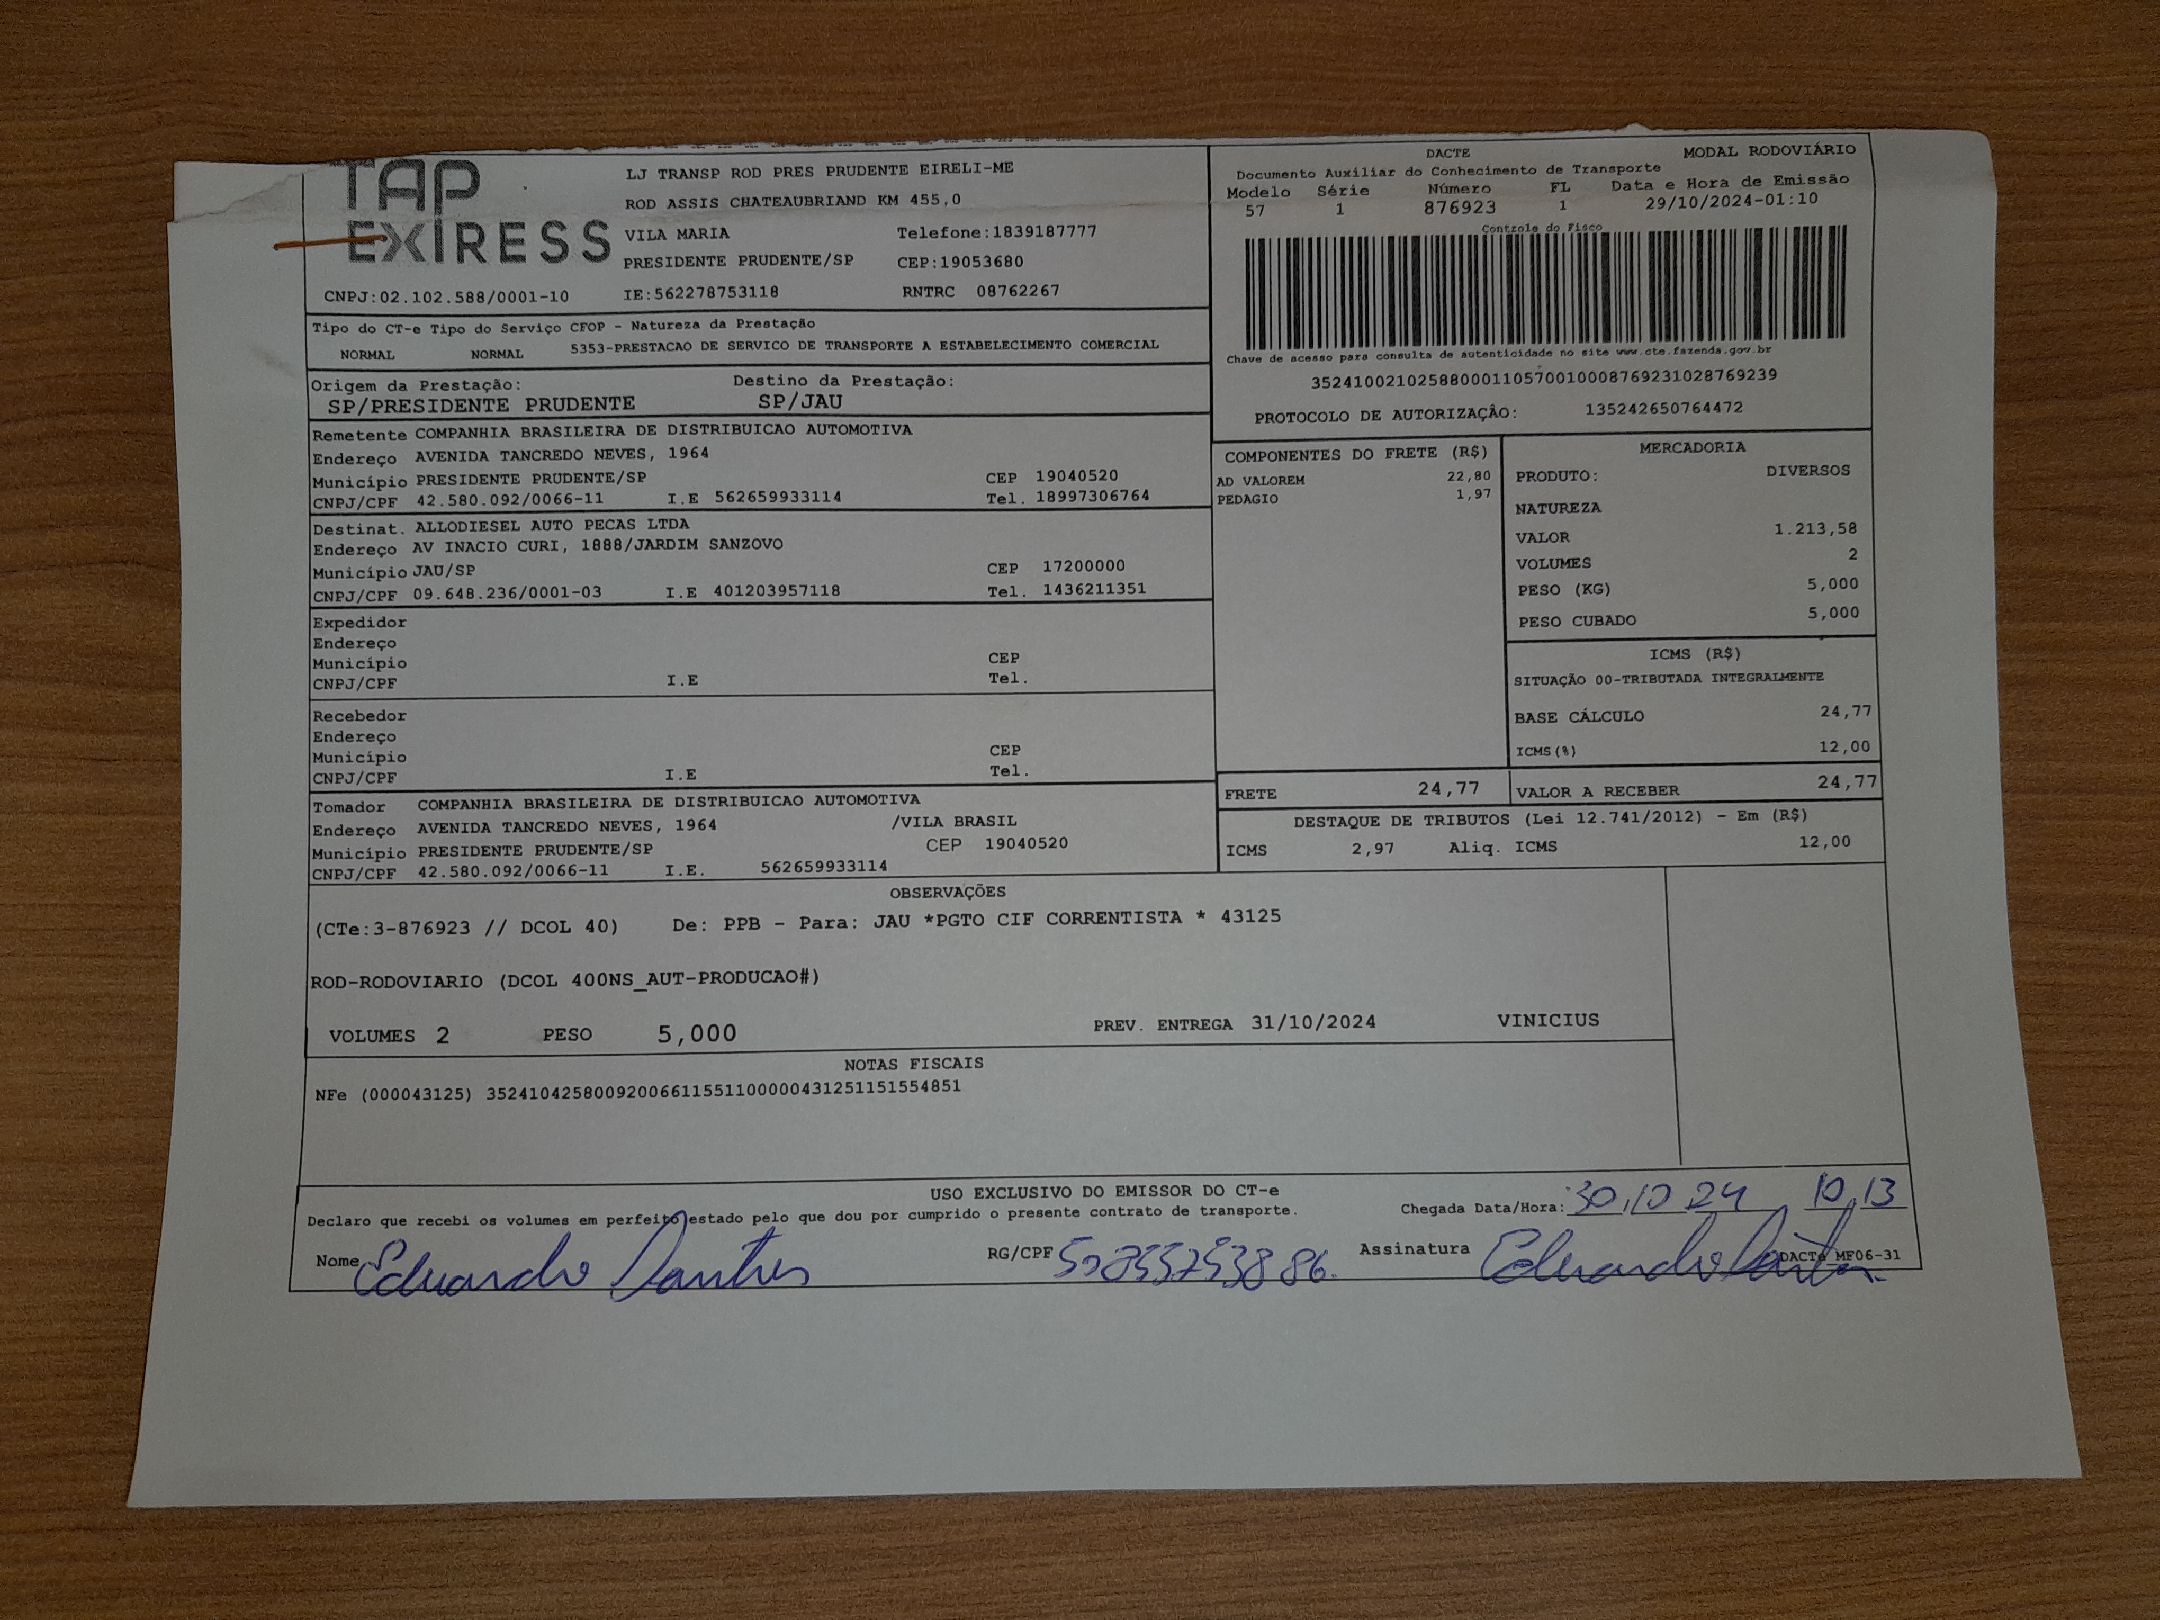 TAP
EXPRESS
LJ TRANSP ROD PRES PRUDENTE EIRELI-ME
ROD ASSIS CHATEAUBRIAND KM 455,0
VILA MARIA Telefone:1839187777
PRESIDENTE PRUDENTE/SP CEP:19053680
CNPJ:02.102.588/0001-10 IE:562278753118 RNTRC 08762267
DACTE MODAL RODOVIÁRIO
Documento Auxiliar do Conhecimento de Transporte
Modelo Série Número FL Data e Hora de Emissão
57 1 876923 1 29/10/2024-01:10
Controle do Fisco
Chave de acesso para consulta de autenticidade no site www.cte.fazenda.gov.br
35241002102588000110570010008769231028769239
PROTOCOLO DE AUTORIZAÇÃO: 135242650764472
Tipo do CT-e Tipo do Serviço CFOP - Natureza da Prestação
NORMAL NORMAL 5353-PRESTACAO DE SERVICO DE TRANSPORTE A ESTABELECIMENTO COMERCIAL
Origem da Prestação: Destino da Prestação:
SP/PRESIDENTE PRUDENTE SP/JAU
Remetente COMPANHIA BRASILEIRA DE DISTRIBUICAO AUTOMOTIVA
Endereço AVENIDA TANCREDO NEVES, 1964
Município PRESIDENTE PRUDENTE/SP CEP 19040520
CNPJ/CPF 42.580.092/0066-11 I.E 562659933114 Tel. 18997306764
Destinat. ALLODIESEL AUTO PECAS LTDA
Endereço AV INACIO CURI, 1888/JARDIM SANZOVO
Município JAU/SP CEP 17200000
CNPJ/CPF 09.648.236/0001-03 I.E 401203957118 Tel. 1436211351
Expedidor
Endereço
Município CEP
CNPJ/CPF I.E Tel.
Recebedor
Endereço
Município CEP
CNPJ/CPF I.E Tel.
Tomador COMPANHIA BRASILEIRA DE DISTRIBUICAO AUTOMOTIVA
Endereço AVENIDA TANCREDO NEVES, 1964 /VILA BRASIL
Município PRESIDENTE PRUDENTE/SP CEP 19040520
CNPJ/CPF 42.580.092/0066-11 I.E. 562659933114
COMPONENTES DO FRETE (R$)
AD VALOREM 22,80
PEDAGIO 1,97
MERCADORIA
PRODUTO: DIVERSOS
NATUREZA
VALOR 1.213,58
VOLUMES 2
PESO (KG) 5,000
PESO CUBADO 5,000
ICMS (R$)
SITUAÇÃO 00-TRIBUTADA INTEGRALMENTE
BASE CÁLCULO 24,77
ICMS(%) 12,00
FRETE 24,77 VALOR A RECEBER 24,77
DESTAQUE DE TRIBUTOS (Lei 12.741/2012) - Em (R$)
ICMS 2,97 Aliq. ICMS 12,00
OBSERVAÇÕES
(CTe:3-876923 // DCOL 40) De: PPB - Para: JAU *PGTO CIF CORRENTISTA * 43125
ROD-RODOVIARIO (DCOL 400NS_AUT-PRODUCAO#)
VOLUMES 2 PESO 5,000 PREV. ENTREGA 31/10/2024 VINICIUS
NOTAS FISCAIS
NFe (000043125) 35241042580092006611551100000431251151554851
USO EXCLUSIVO DO EMISSOR DO CT-e
Declaro que recebi os volumes em perfeito estado pelo que dou por cumprido o presente contrato de transporte. Chegada Data/Hora: 30,10 24 10,13
Nome Eduardo Santos RG/CPF Assinatura Eduardo DACTe MF06-31